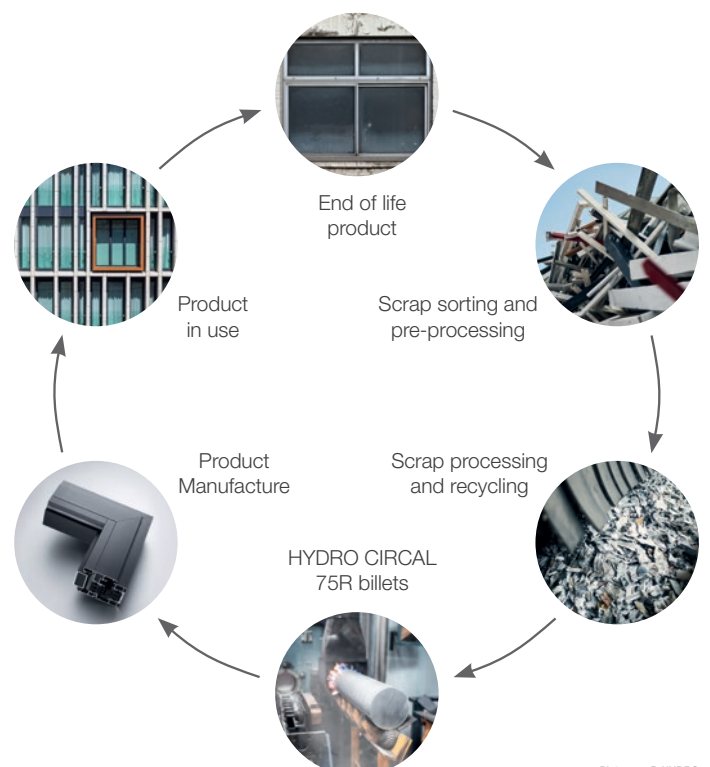 End of life
product
Product
in use
Scrap sorting and
pre-processing
Product
Manufacture
Scrap processing
and recycling
HYDRO CIRCAL
75R billets